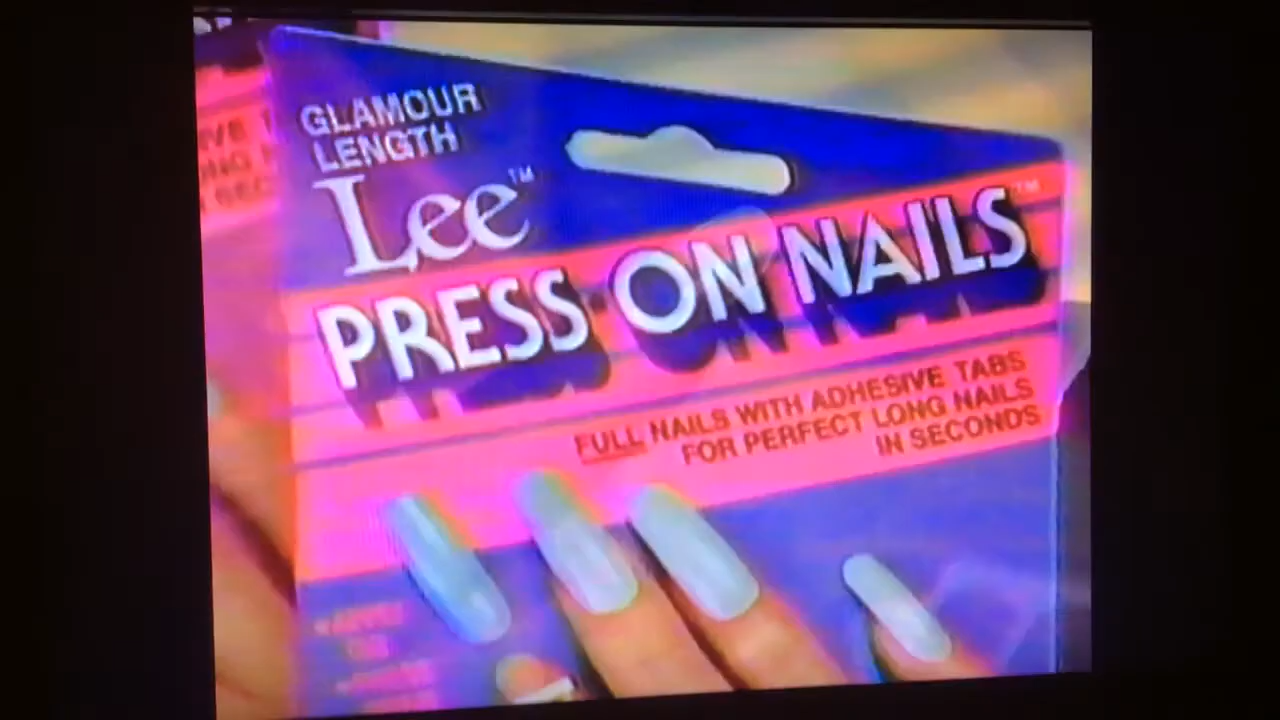 GLAMOUR
LENGTH
Lee™
PRESS ON NAILS™
FULL NAILS WITH ADHESIVE TABS
FOR PERFECT LONG NAILS
IN SECONDS